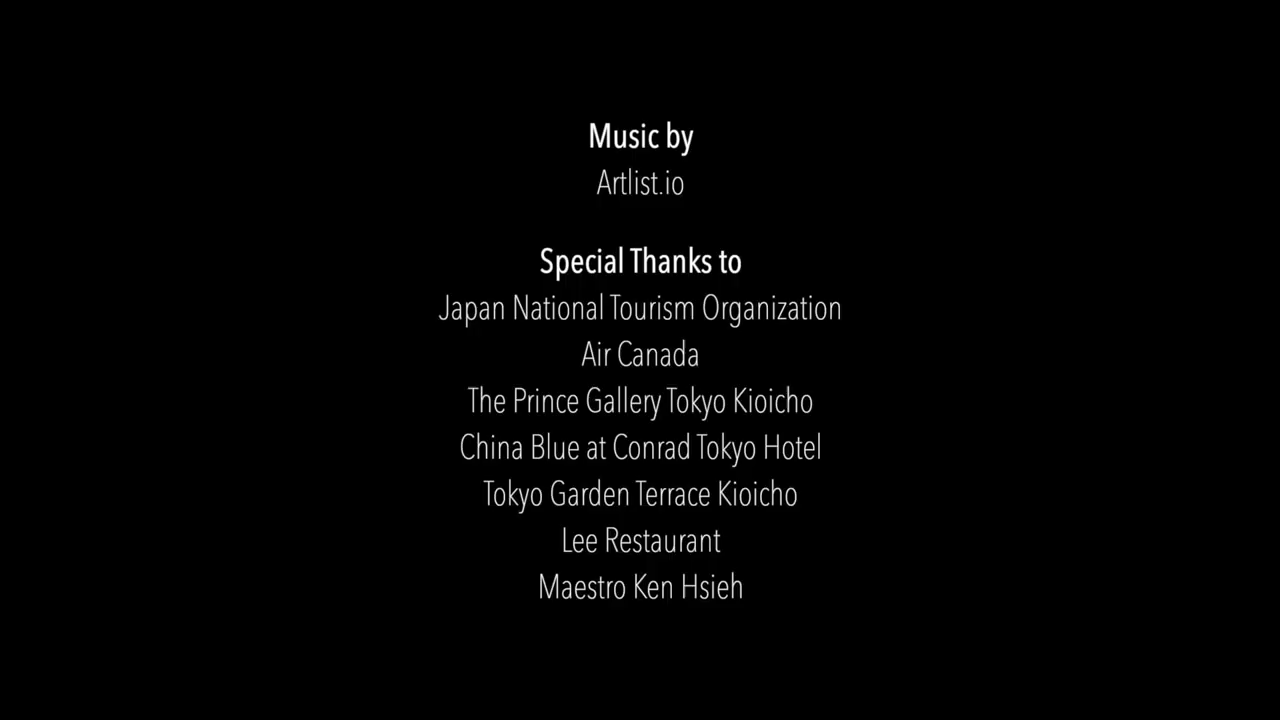 Music by
Artlist.io
Special Thanks to
Japan National Tourism Organization
Air Canada
The Prince Gallery Tokyo Kioicho
China Blue at Conrad Tokyo Hotel
Tokyo Garden Terrace Kioicho
Lee Restaurant
Maestro Ken Hsieh